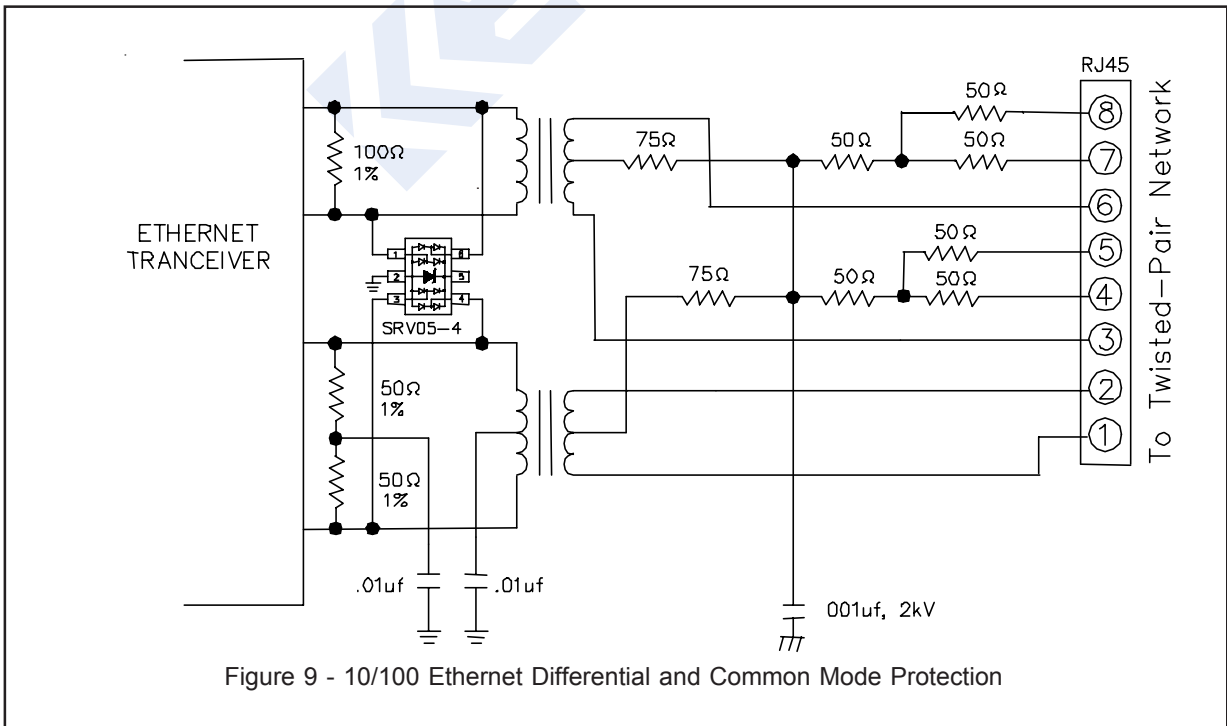 RJ45
50Ω
8
75Ω
50Ω
50Ω
7
100Ω
1%
6
ETHERNET
TRANCEIVER
50Ω
5
1
6
2
5
3
4
SRV05-4
75Ω
50Ω
50Ω
4
3
50Ω
1%
2
1
50Ω
1%
To Twisted-Pair Network
.01uf
.01uf
001uf, 2kV
Figure 9 - 10/100 Ethernet Differential and Common Mode Protection